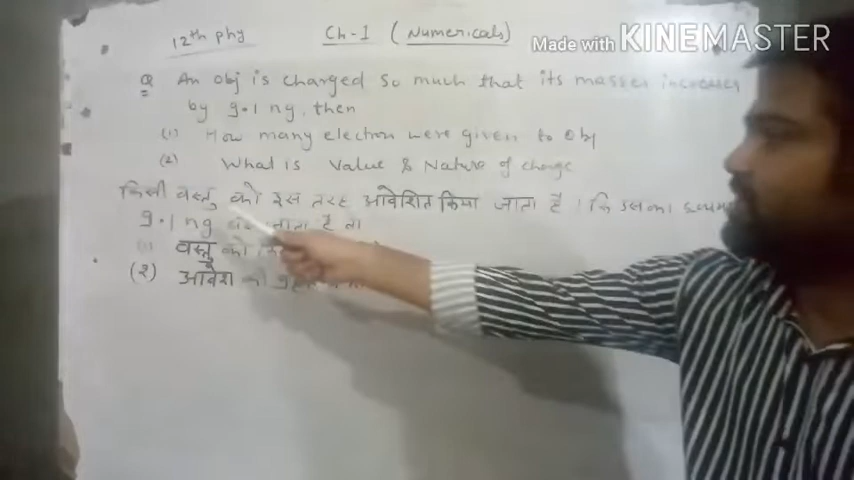 12th phy
Ch-I (Numericals)
Made with KINEMASTER
Q An obj is charged so much that its masses increases
by 9.1 ng, then
(1) How many electron were given to Obj
(2) What is Value & Nature of charge
किसी वस्तु को इस तरह आवेशित किया जाता है। कि उसका
9.1 ng जाता है तो
(1) वस्तु को
(२) आवेश की